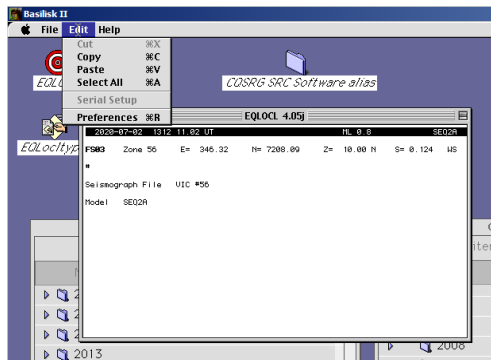 Basilisk II
File Edit Help
Cut ⌘X
Copy ⌘C
Paste ⌘V
Select All ⌘A
Serial Setup
Preferences ⌘R
EQL
CQSRG SRC Software alias
EQLocltyp
EQLOCL 4.05j
2020-07-02 1312 11.02 UT ML 0.8 SEQ2A
FS03 Zone 56 E= 346.32 N= 7208.09 Z= 10.00 N S= 0.124 WS
#
Seismograph File VIC #56
Model SEQ2A
2013
2008